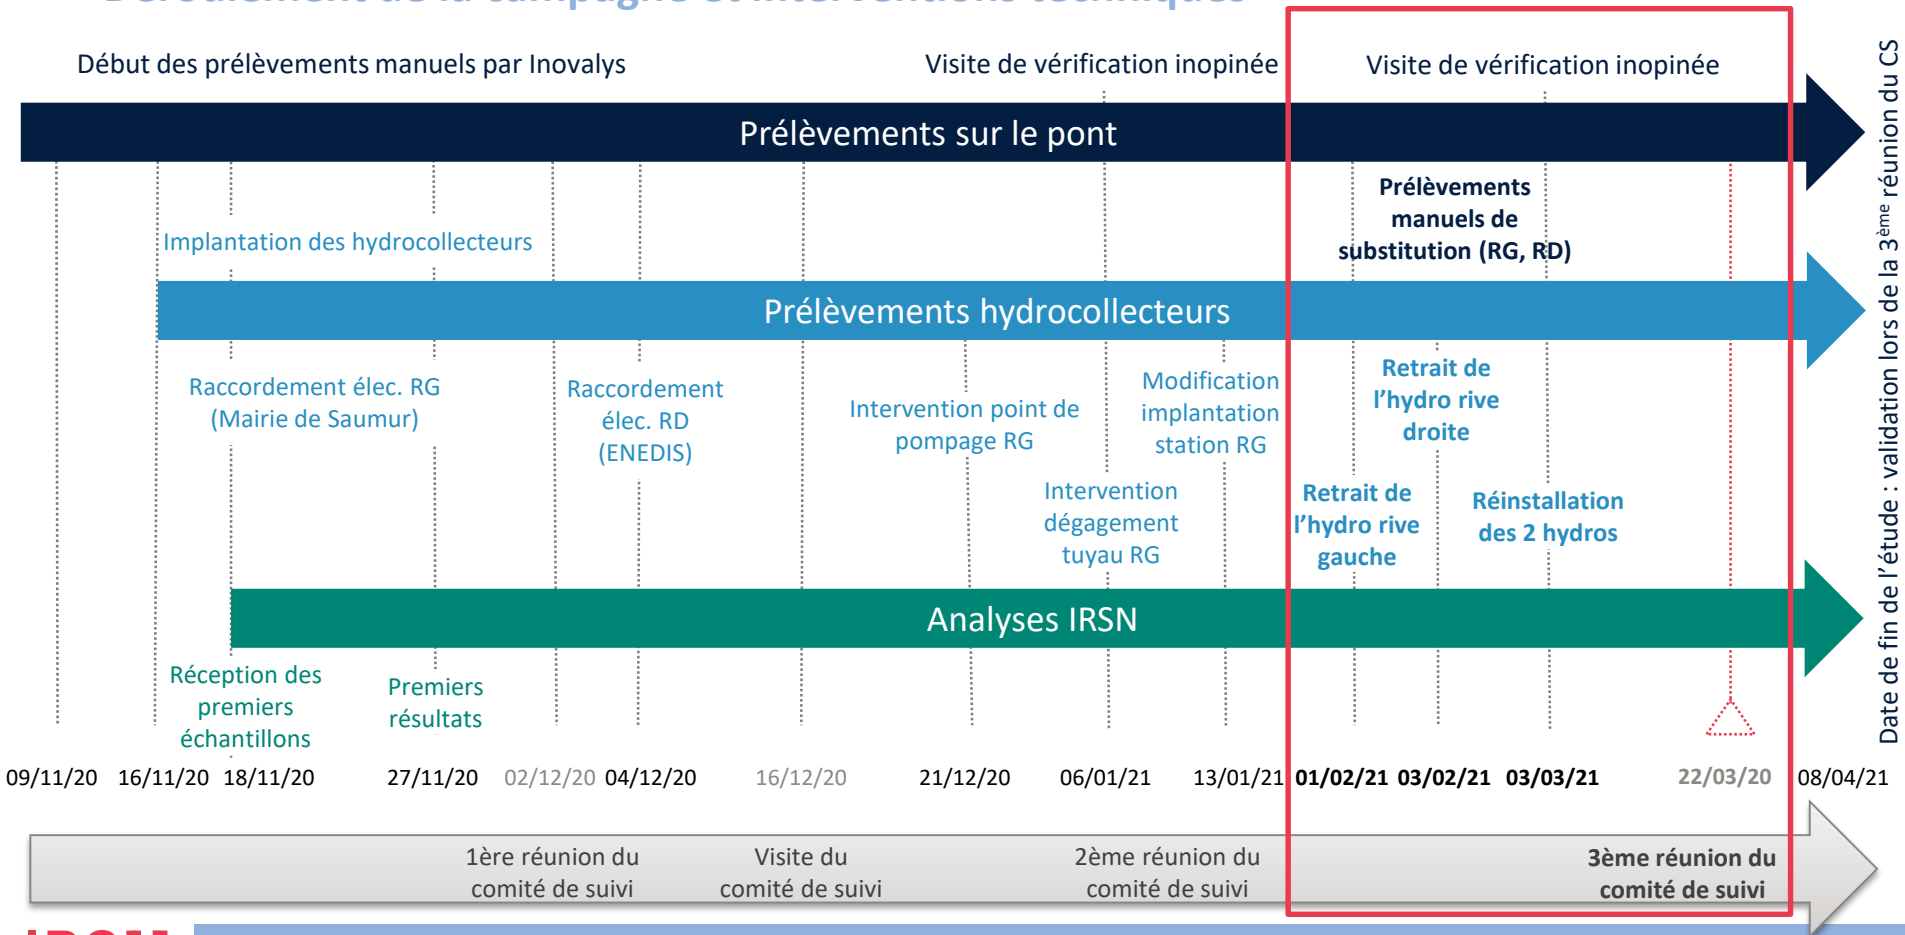 Déroulement de la campagne et interventions techniques
Début des prélèvements manuels par Inovalys
Visite de vérification inopinée
Visite de vérification inopinée
Prélèvements sur le pont
Prélèvements
manuels de
substitution (RG, RD)
Implantation des hydrocollecteurs
Prélèvements hydrocollecteurs
Raccordement élec. RG
(Mairie de Saumur)
Raccordement
élec. RD
(ENEDIS)
Intervention point de
pompage RG
Intervention
dégagement
tuyau RG
Modification
implantation
station RG
Retrait de
l’hydro rive
gauche
Retrait de
l’hydro rive
droite
Réinstallation
des 2 hydros
Analyses IRSN
Réception des
premiers
échantillons
Premiers
résultats
09/11/20 16/11/20 18/11/20 27/11/20 02/12/20 04/12/20 16/12/20 21/12/20 06/01/21 13/01/21 01/02/21 03/02/21 03/03/21 22/03/20 08/04/21
1ère réunion du
comité de suivi
Visite du
comité de suivi
2ème réunion du
comité de suivi
3ème réunion du
comité de suivi
Date de fin de l’étude : validation lors de la 3ème réunion du CS
IRSN